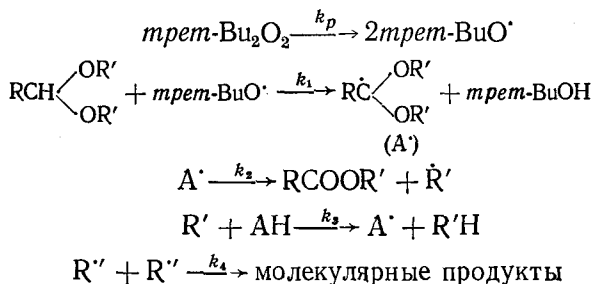 трет-Bu₂O₂ —kₚ→ 2трет-BuO˙
RCH(OR′)(OR′) + трет-BuO˙ —k₁→ RĊ(OR′)(OR′) + трет-BuOH
(A˙)
A˙ —k₂→ RCOOR′ + Ṙ′
R′ + AH —k₃→ A˙ + R′H
R˙′ + R˙′ —k₄→ молекулярные продукты